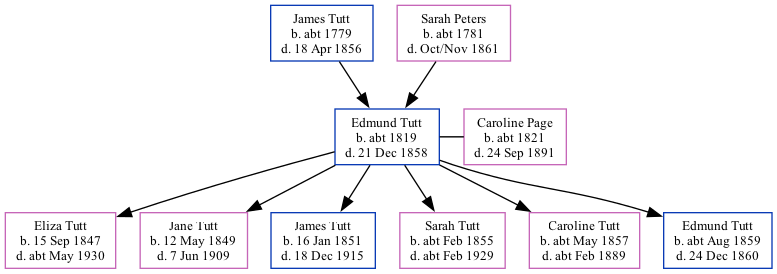 James Tutt
b. abt 1779
d. 18 Apr 1856
Sarah Peters
b. abt 1781
d. Oct/Nov 1861
Edmund Tutt
b. abt 1819
d. 21 Dec 1858
Caroline Page
b. abt 1821
d. 24 Sep 1891
Eliza Tutt
b. 15 Sep 1847
d. abt May 1930
Jane Tutt
b. 12 May 1849
d. 7 Jun 1909
James Tutt
b. 16 Jan 1851
d. 18 Dec 1915
Sarah Tutt
b. abt Feb 1855
d. abt Feb 1929
Caroline Tutt
b. abt May 1857
d. abt Feb 1889
Edmund Tutt
b. abt Aug 1859
d. 24 Dec 1860